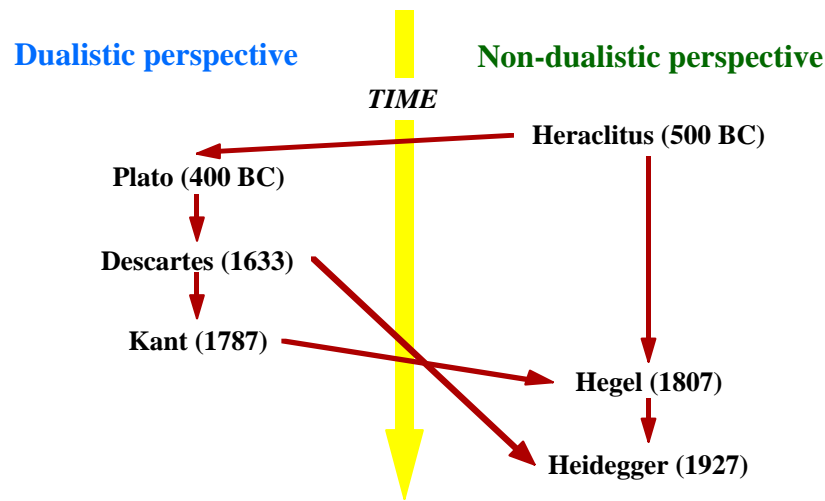 Dualistic perspective
Non-dualistic perspective
TIME
Heraclitus (500 BC)
Plato (400 BC)
Descartes (1633)
Kant (1787)
Hegel (1807)
Heidegger (1927)